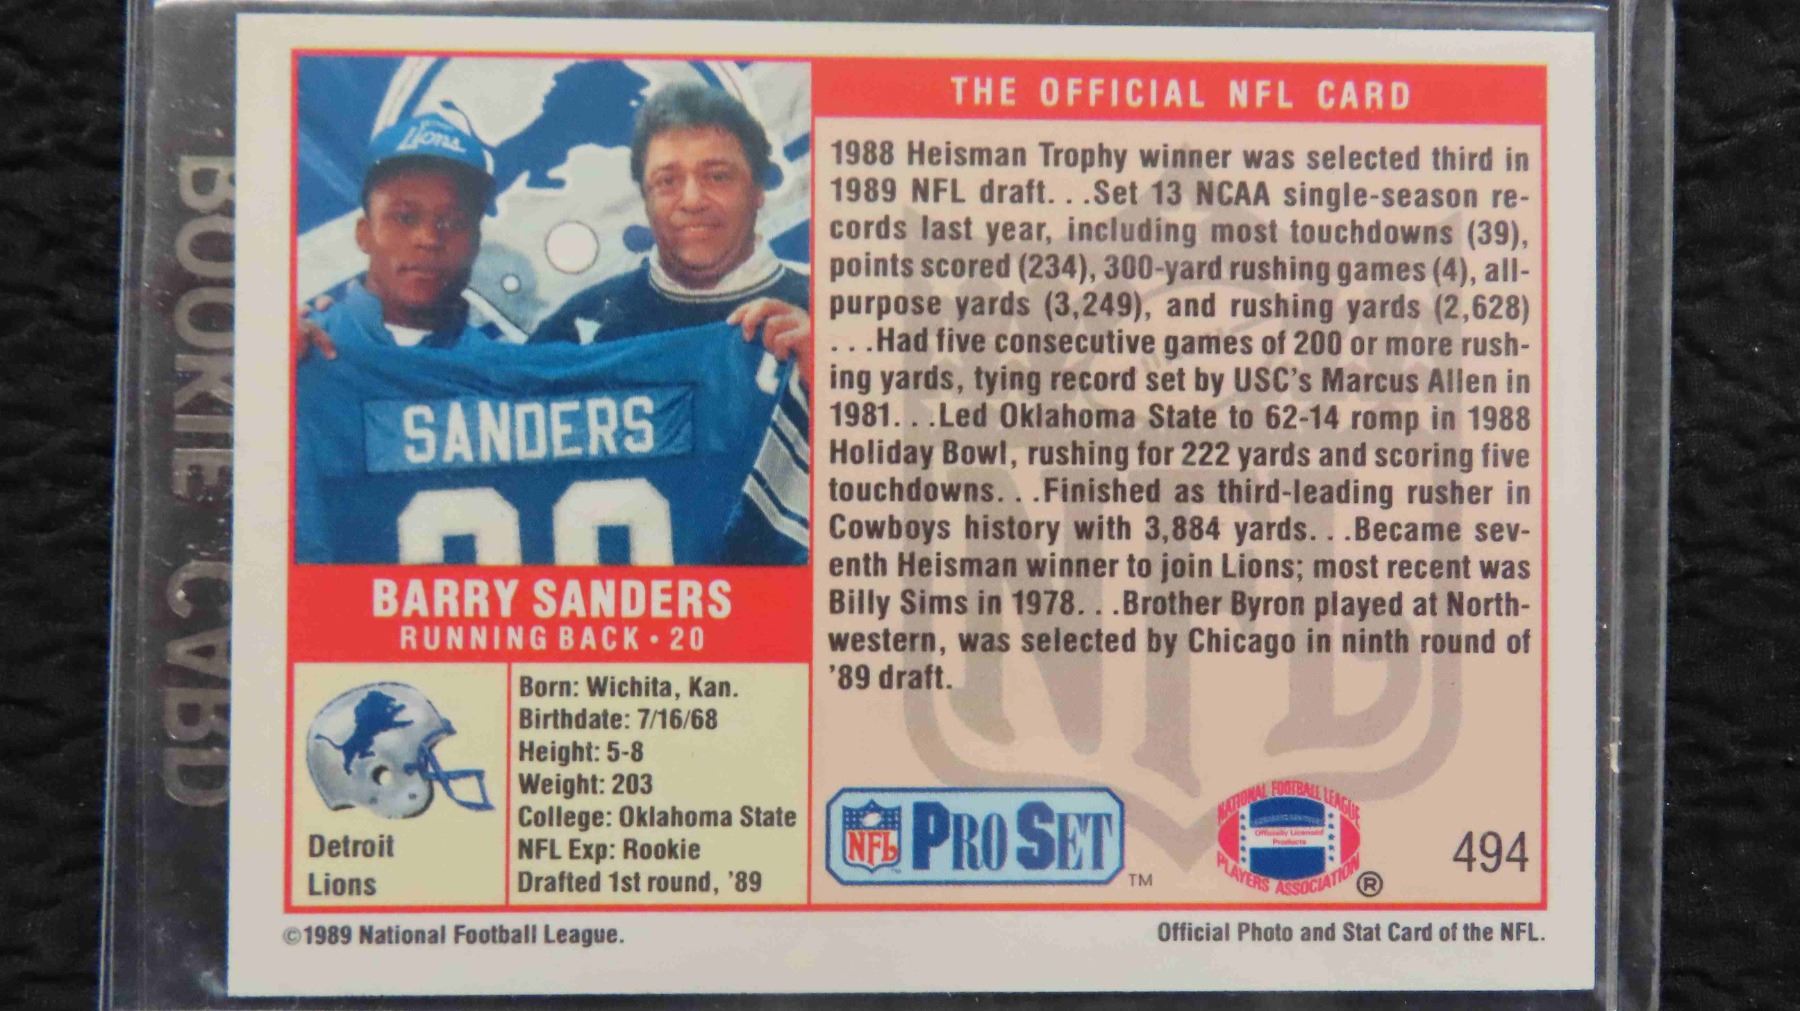 THE OFFICIAL NFL CARD
1988 Heisman Trophy winner was selected third in
1989 NFL draft. . .Set 13 NCAA single-season re-
cords last year, including most touchdowns (39),
points scored (234), 300-yard rushing games (4), all-
purpose yards (3,249), and rushing yards (2,628)
. . .Had five consecutive games of 200 or more rush-
ing yards, tying record set by USC's Marcus Allen in
1981. . .Led Oklahoma State to 62-14 romp in 1988
Holiday Bowl, rushing for 222 yards and scoring five
touchdowns. . .Finished as third-leading rusher in
Cowboys history with 3,884 yards. . .Became sev-
enth Heisman winner to join Lions; most recent was
Billy Sims in 1978. . .Brother Byron played at North-
western, was selected by Chicago in ninth round of
'89 draft.
Lions
SANDERS
20
BARRY SANDERS
RUNNING BACK • 20
Detroit
Lions
Born: Wichita, Kan.
Birthdate: 7/16/68
Height: 5-8
Weight: 203
College: Oklahoma State
NFL Exp: Rookie
Drafted 1st round, '89
NFL
NFL PRO SET TM
NATIONAL FOOTBALL LEAGUE
Officially Licensed
Products
PLAYERS ASSOCIATION ®
494
©1989 National Football League.
Official Photo and Stat Card of the NFL.
ROOKIE CARD